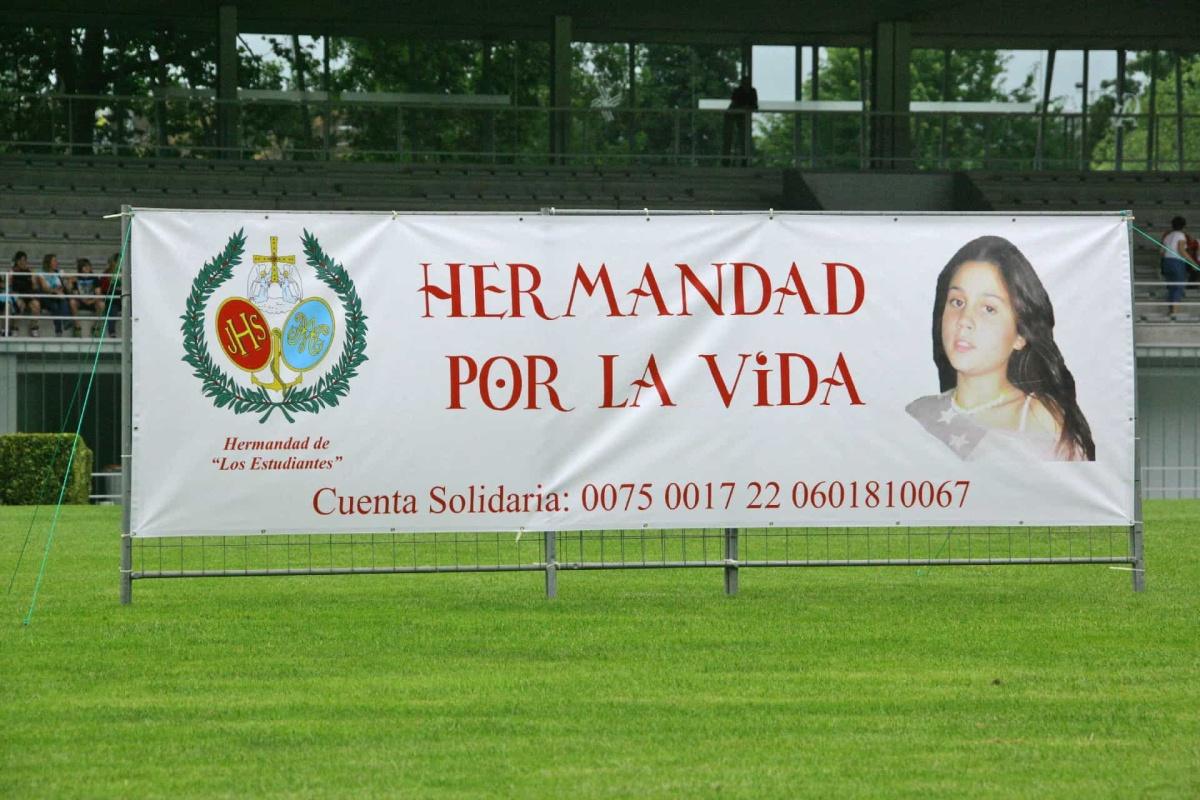 HERMANDAD
POR LA ViDA
JHS
Hermandad de
"Los Estudiantes"
Cuenta Solidaria: 0075 0017 22 0601810067